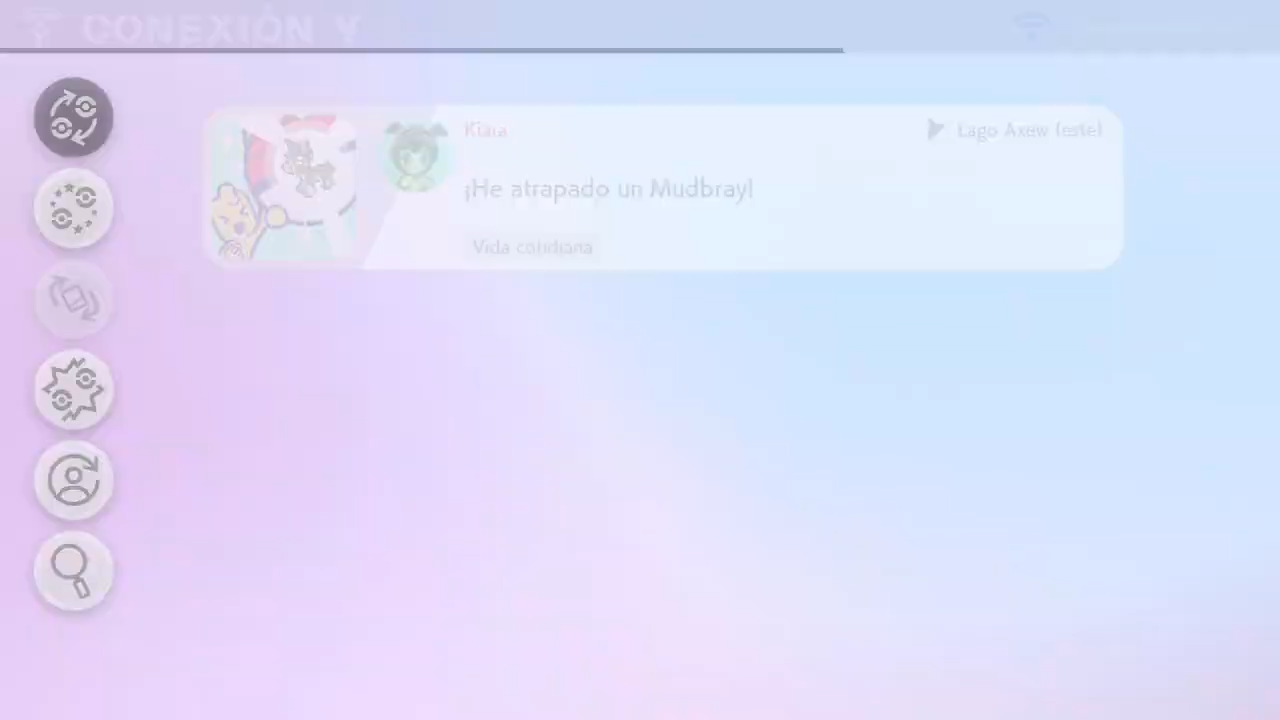 CONEXIÓN Y
Kiara
Lago Axew (este)
¡He atrapado un Mudbray!
Vida cotidiana